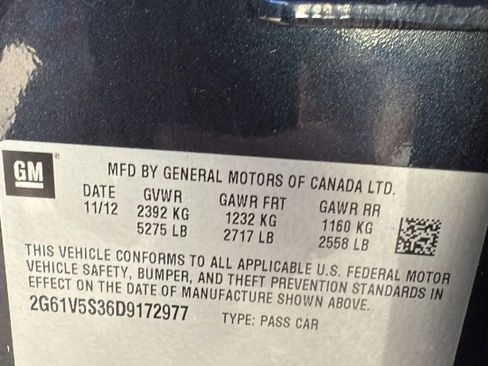 GM ®
MFD BY GENERAL MOTORS OF CANADA LTD.
DATE GVWR GAWR FRT GAWR RR
11/12 2392 KG 1232 KG 1160 KG
5275 LB 2717 LB 2558 LB
THIS VEHICLE CONFORMS TO ALL APPLICABLE U.S. FEDERAL MOTOR
VEHICLE SAFETY, BUMPER, AND THEFT PREVENTION STANDARDS IN
EFFECT ON THE DATE OF MANUFACTURE SHOWN ABOVE.
2G61V5S36D9172977 TYPE: PASS CAR